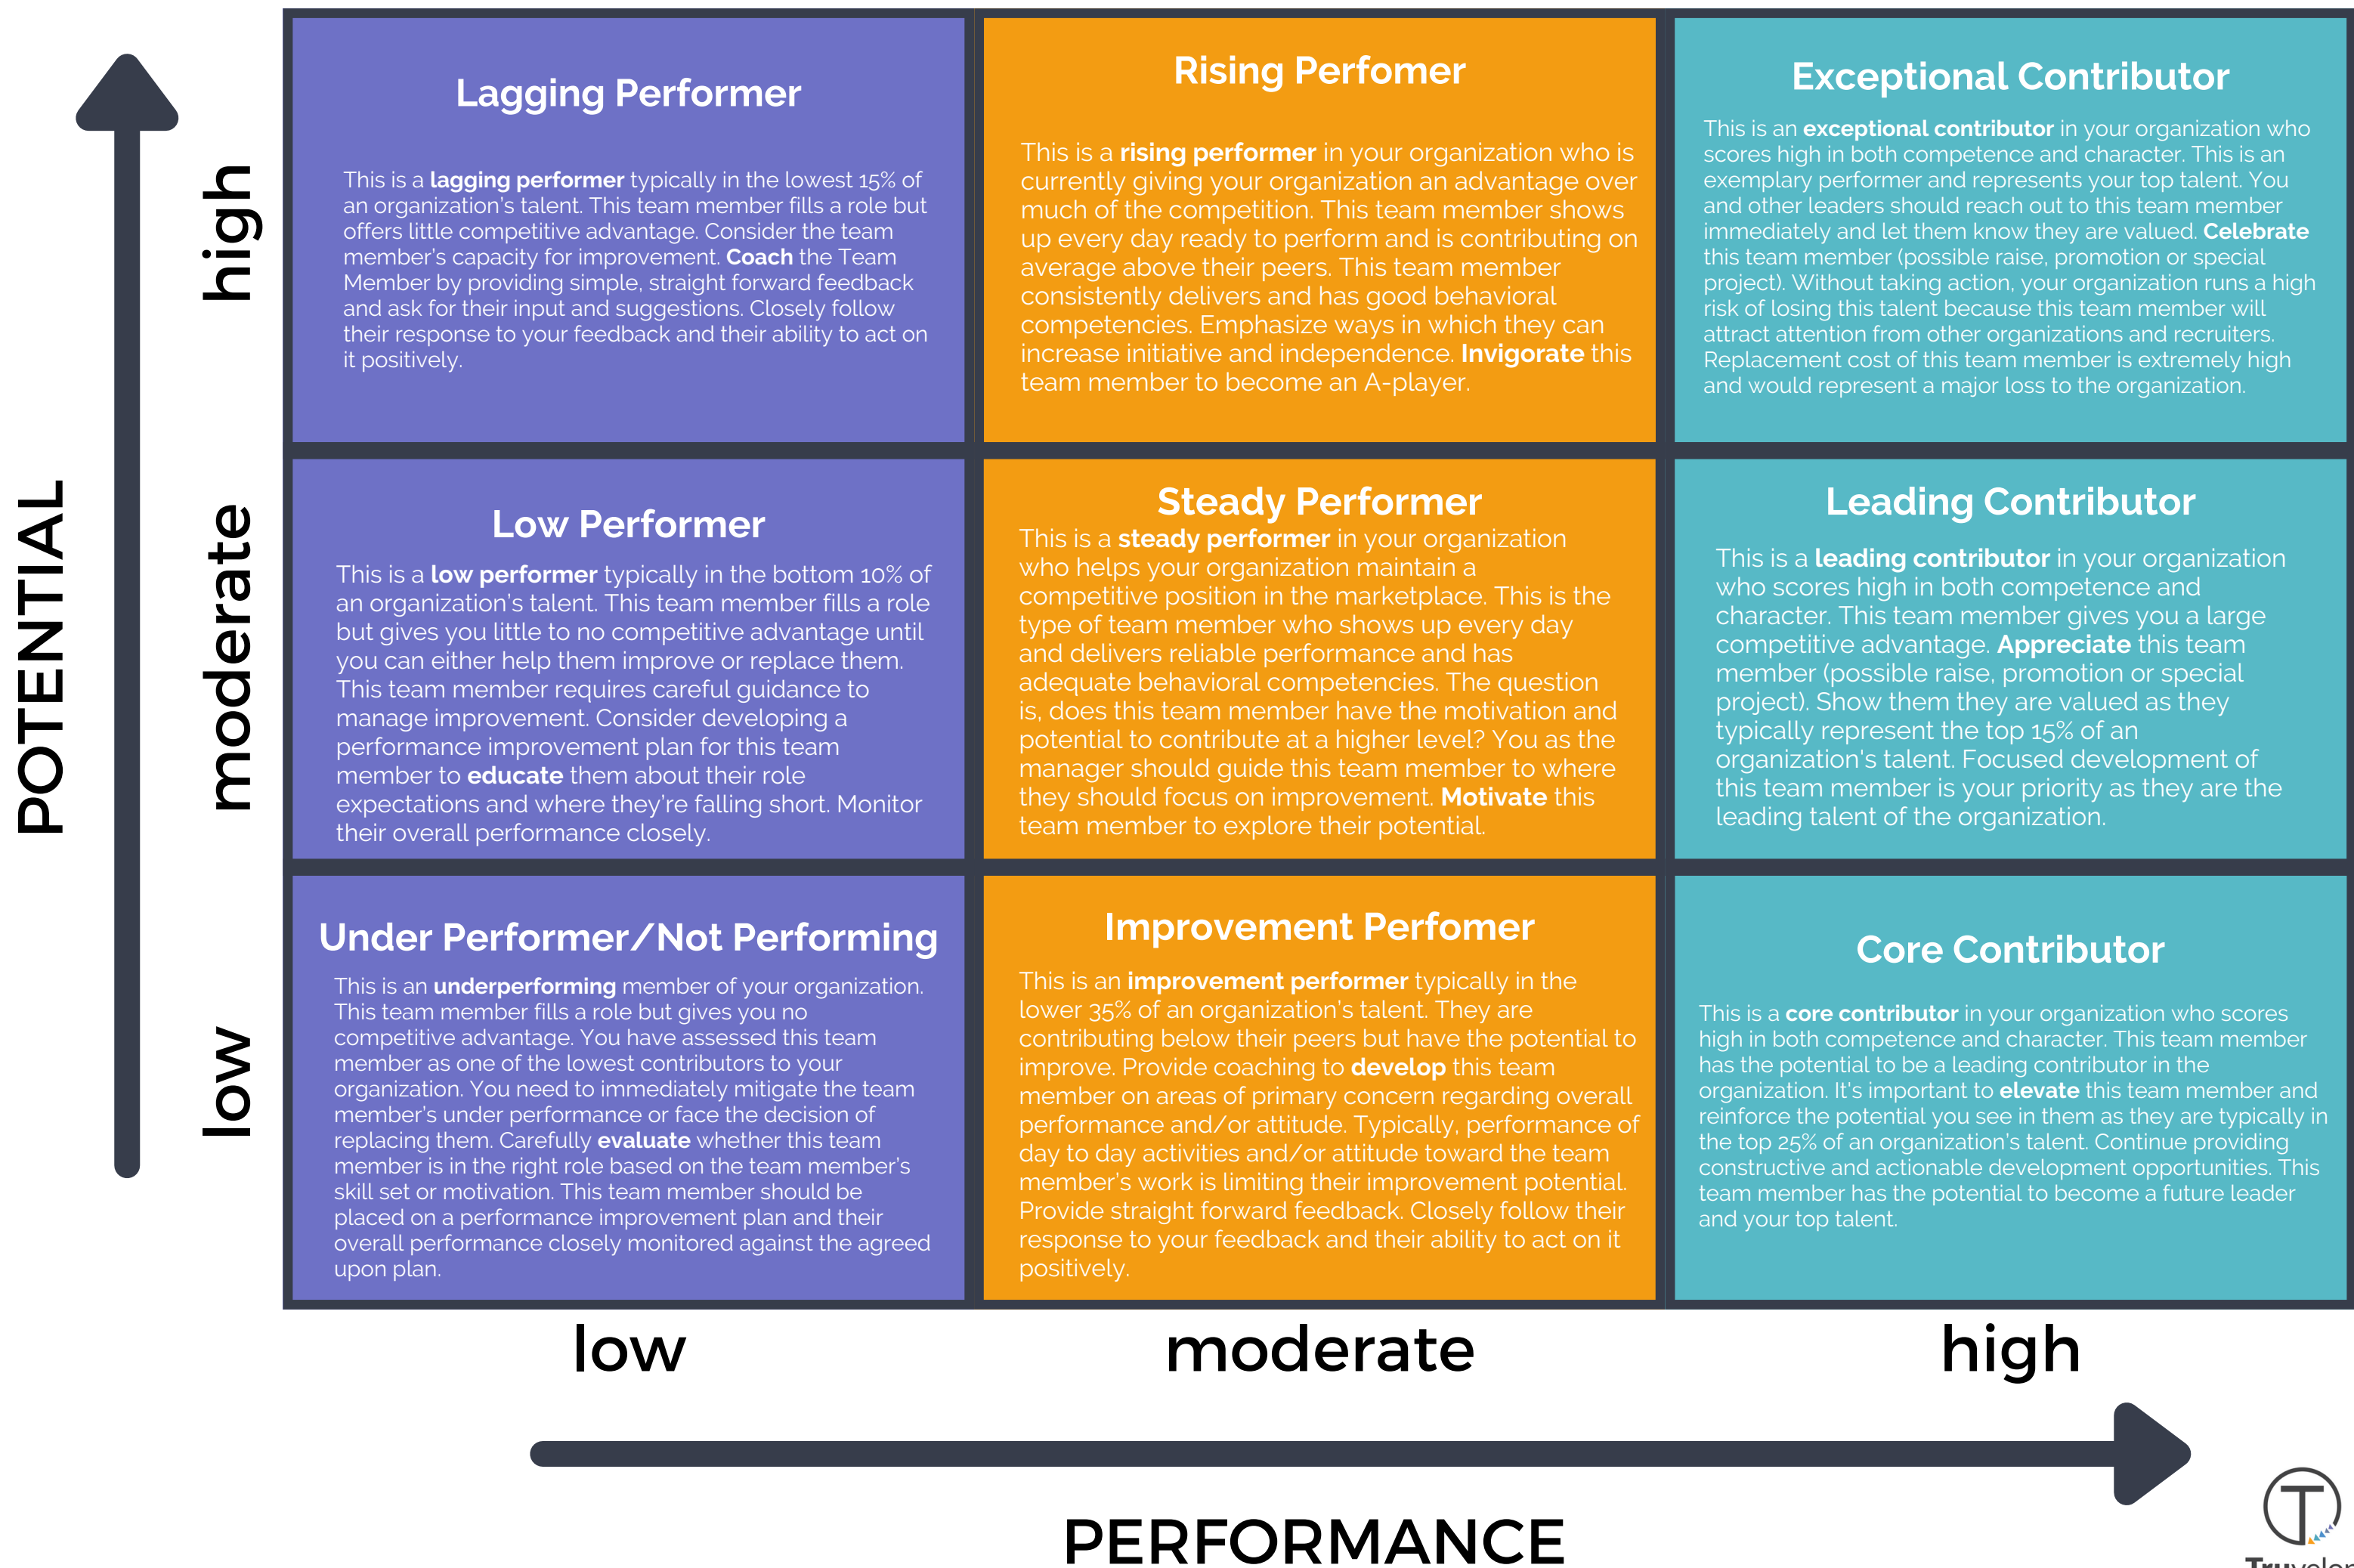 POTENTIAL
high
moderate
low
Lagging Performer
This is a lagging performer typically in the lowest 15% of
an organization's talent. This team member fills a role but
offers little competitive advantage. Consider the team
member's capacity for improvement. Coach the Team
Member by providing simple, straight forward feedback
and ask for their input and suggestions. Closely follow
their response to your feedback and their ability to act on
it positively.
Rising Perfomer
This is a rising performer in your organization who is
currently giving your organization an advantage over
much of the competition. This team member shows
up every day ready to perform and is contributing on
average above their peers. This team member
consistently delivers and has good behavioral
competencies. Emphasize ways in which they can
increase initiative and independence. Invigorate this
team member to become an A-player.
Exceptional Contributor
This is an exceptional contributor in your organization who
scores high in both competence and character. This is an
exemplary performer and represents your top talent. You
and other leaders should reach out to this team member
immediately and let them know they are valued. Celebrate
this team member (possible raise, promotion or special
project). Without taking action, your organization runs a high
risk of losing this talent because this team member will
attract attention from other organizations and recruiters.
Replacement cost of this team member is extremely high
and would represent a major loss to the organization.
Low Performer
This is a low performer typically in the bottom 10% of
an organization's talent. This team member fills a role
but gives you little to no competitive advantage until
you can either help them improve or replace them.
This team member requires careful guidance to
manage improvement. Consider developing a
performance improvement plan for this team
member to educate them about their role
expectations and where they're falling short. Monitor
their overall performance closely.
Steady Performer
This is a steady performer in your organization
who helps your organization maintain a
competitive position in the marketplace. This is the
type of team member who shows up every day
and delivers reliable performance and has
adequate behavioral competencies. The question
is, does this team member have the motivation and
potential to contribute at a higher level? You as the
manager should guide this team member to where
they should focus on improvement. Motivate this
team member to explore their potential.
Leading Contributor
This is a leading contributor in your organization
who scores high in both competence and
character. This team member gives you a large
competitive advantage. Appreciate this team
member (possible raise, promotion or special
project). Show them they are valued as they
typically represent the top 15% of an
organization's talent. Focused development of
this team member is your priority as they are the
leading talent of the organization.
Under Performer/Not Performing
This is an underperforming member of your organization.
This team member fills a role but gives you no
competitive advantage. You have assessed this team
member as one of the lowest contributors to your
organization. You need to immediately mitigate the team
member's under performance or face the decision of
replacing them. Carefully evaluate whether this team
member is in the right role based on the team member's
skill set or motivation. This team member should be
placed on a performance improvement plan and their
overall performance closely monitored against the agreed
upon plan.
Improvement Perfomer
This is an improvement performer typically in the
lower 35% of an organization's talent. They are
contributing below their peers but have the potential to
improve. Provide coaching to develop this team
member on areas of primary concern regarding overall
performance and/or attitude. Typically, performance of
day to day activities and/or attitude toward the team
member's work is limiting their improvement potential.
Provide straight forward feedback. Closely follow their
response to your feedback and their ability to act on it
positively.
Core Contributor
This is a core contributor in your organization who scores
high in both competence and character. This team member
has the potential to be a leading contributor in the
organization. It's important to elevate this team member and
reinforce the potential you see in them as they are typically in
the top 25% of an organization's talent. Continue providing
constructive and actionable development opportunities. This
team member has the potential to become a future leader
and your top talent.
low
moderate
high
PERFORMANCE
T